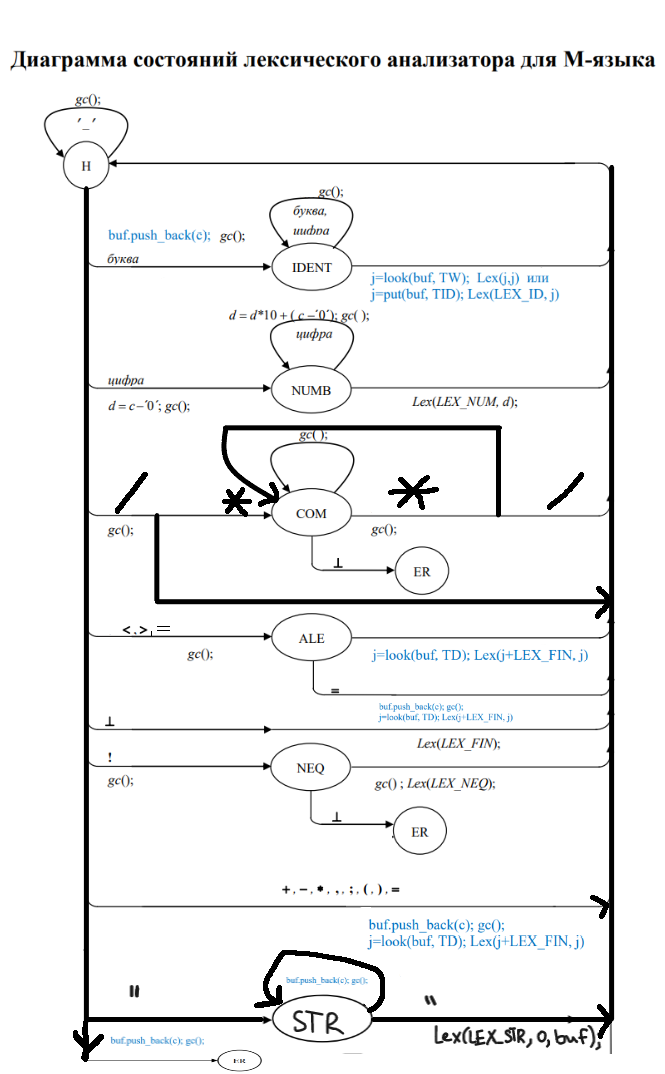 Диаграмма состояний лексического анализатора для М-языка
gc();
'_'
H
gc();
буква,
цифра
buf.push_back(c); gc();
буква
IDENT
j=look(buf, TW); Lex(j,j) или
j=put(buf, TID); Lex(LEX_ID, j)
d = d*10 + ( c –'0'); gc( );
цифра
цифра
NUMB
d = c–'0'; gc();
Lex(LEX_NUM, d);
gc( );
/ * COM * /
gc(); gc();
⊥
ER
<.>,=
ALE
gc();
j=look(buf, TD); Lex(j+LEX_FIN, j)
=
buf.push_back(c); gc();
j=look(buf, TD); Lex(j+LEX_FIN, j)
⊥
Lex(LEX_FIN);
!
NEQ
gc();
gc() ; Lex(LEX_NEQ);
⊥
ER
+ , – , * , , , ; , ( , ) , =
buf.push_back(c); gc();
j=look(buf, TD); Lex(j+LEX_FIN, j)
buf.push_back(c); gc();
" "
STR
Lex(LEX_STR, 0, buf);
buf.push_back(c); gc();
ER